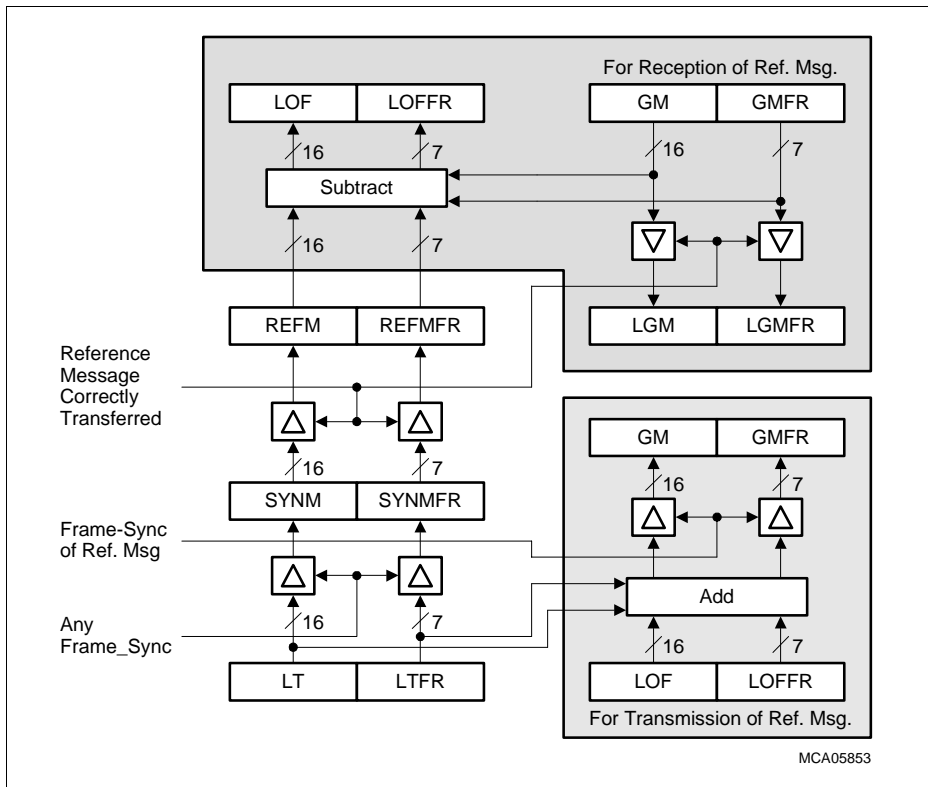 For Reception of Ref. Msg.
LOF LOFFR GM GMFR
16 7 16 7
Subtract
16 7
REFM REFMFR LGM LGMFR
Reference
Message
Correctly
Transferred
GM GMFR
16 7 16 7
SYNM SYNMFR
Frame-Sync
of Ref. Msg
Add
Any
Frame_Sync
16 7 16 7
LT LTFR LOF LOFFR
For Transmission of Ref. Msg.
MCA05853